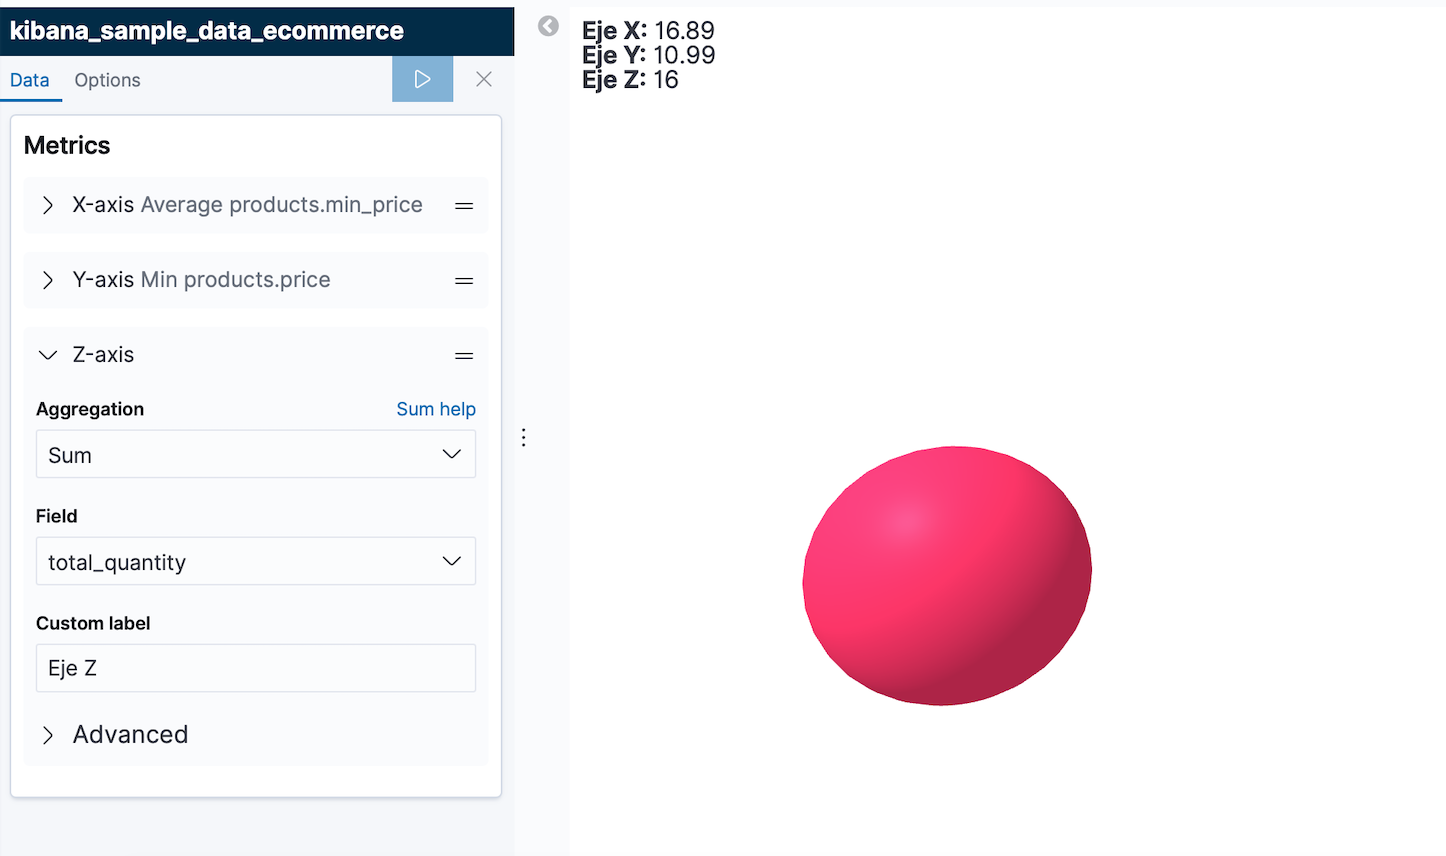 kibana_sample_data_ecommerce
Data Options
Metrics
X-axis Average products.min_price
Y-axis Min products.price
Z-axis
Aggregation Sum help
Sum
Field
total_quantity
Custom label
Eje Z
Advanced
Eje X: 16.89
Eje Y: 10.99
Eje Z: 16